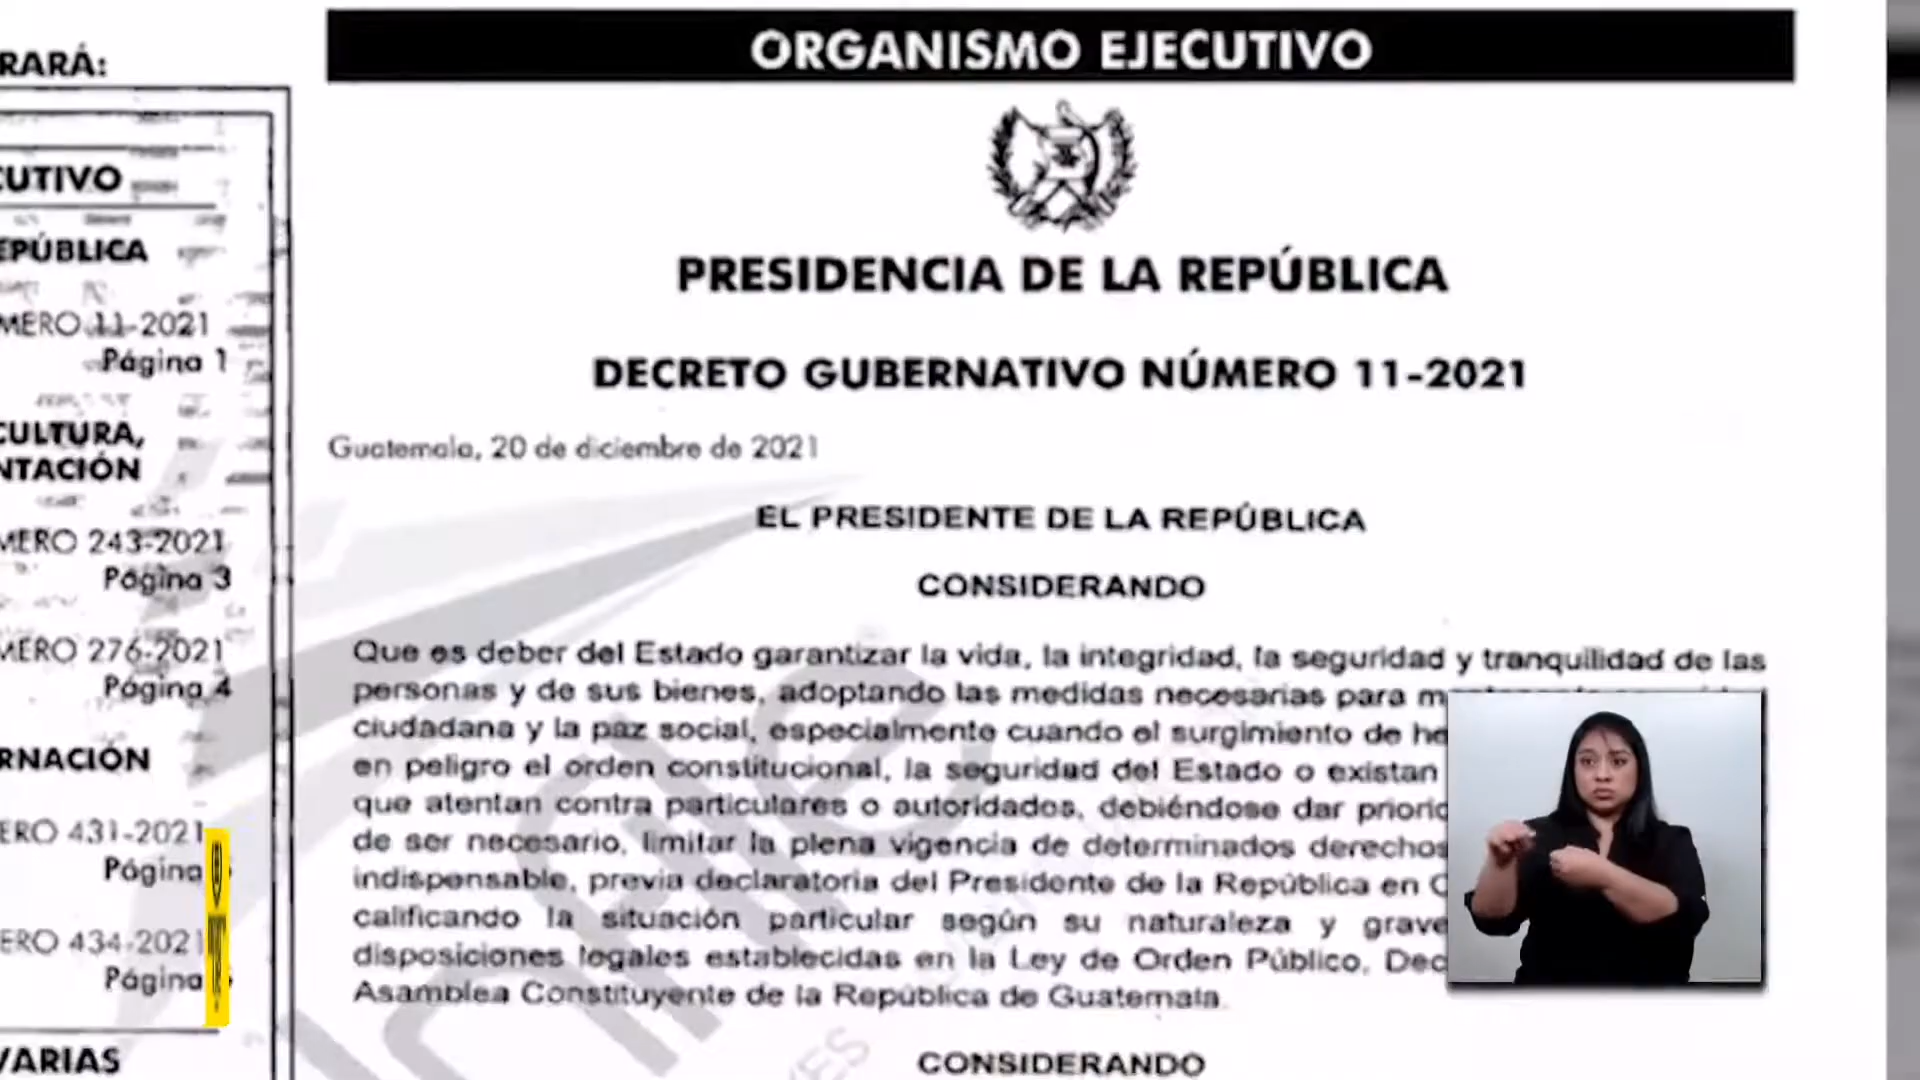 RARÁ:
CUTIVO
EPÚBLICA
MERO 11-2021
Página 1
CULTURA,
NTACIÓN
MERO 243-2021
Página 3
MERO 276-2021
Página 4
RNACIÓN
ERO 431-2021
Página
ERO 434-2021
Página
VARIAS
ORGANISMO EJECUTIVO
PRESIDENCIA DE LA REPÚBLICA
DECRETO GUBERNATIVO NÚMERO 11-2021
Guatemala, 20 de diciembre de 2021
EL PRESIDENTE DE LA REPÚBLICA
CONSIDERANDO
Que es deber del Estado garantizar la vida, la integridad, la seguridad y tranquilidad de las
personas y de sus bienes, adoptando las medidas necesarias para
ciudadana y la paz social, especialmente cuando el surgimiento de he
en peligro el orden constitucional, la seguridad del Estado o existan
que atentan contra particulares o autoridades, debiéndose dar priori
de ser necesario, limitar la plena vigencia de determinados derechos
indispensable, previa declaratoria del Presidente de la República en C
calificando la situación particular según su naturaleza y grave
disposiciones legales establecidas en la Ley de Orden Público, Dec
Asamblea Constituyente de la República de Guatemala.
CONSIDERANDO